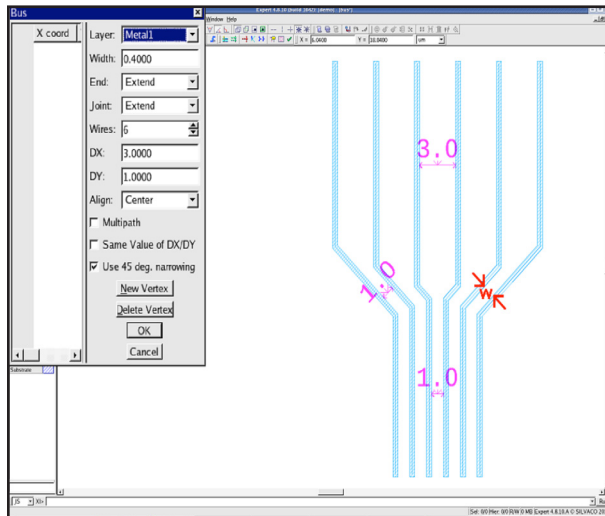 Bus
X coord
Layer: Metal1
Width: 0.4000
End: Extend
Joint: Extend
Wires: 6
DX: 3.0000
DY: 1.0000
Align: Center
Multipath
Same Value of DX/DY
Use 45 deg. narrowing
New Vertex
Delete Vertex
OK
Cancel
Window Help
um
3.0
1.0
W
1.0
Substrate